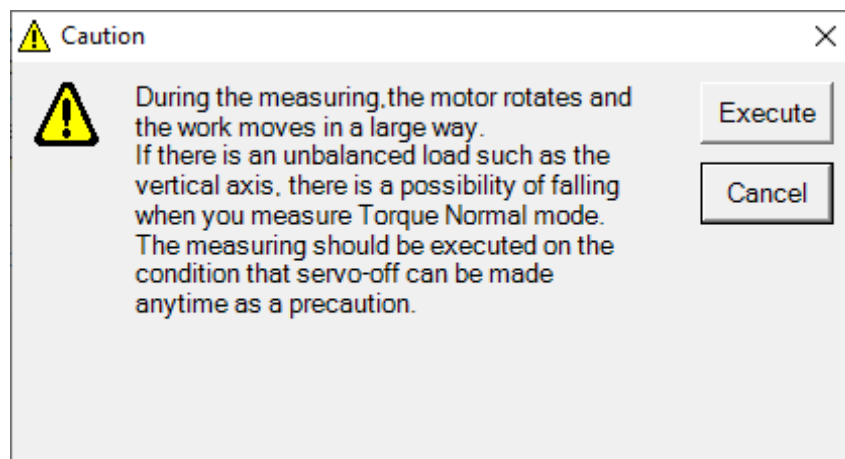 Caution
During the measuring,the motor rotates and
the work moves in a large way.
If there is an unbalanced load such as the
vertical axis, there is a possibility of falling
when you measure Torque Normal mode.
The measuring should be executed on the
condition that servo-off can be made
anytime as a precaution.
Execute
Cancel